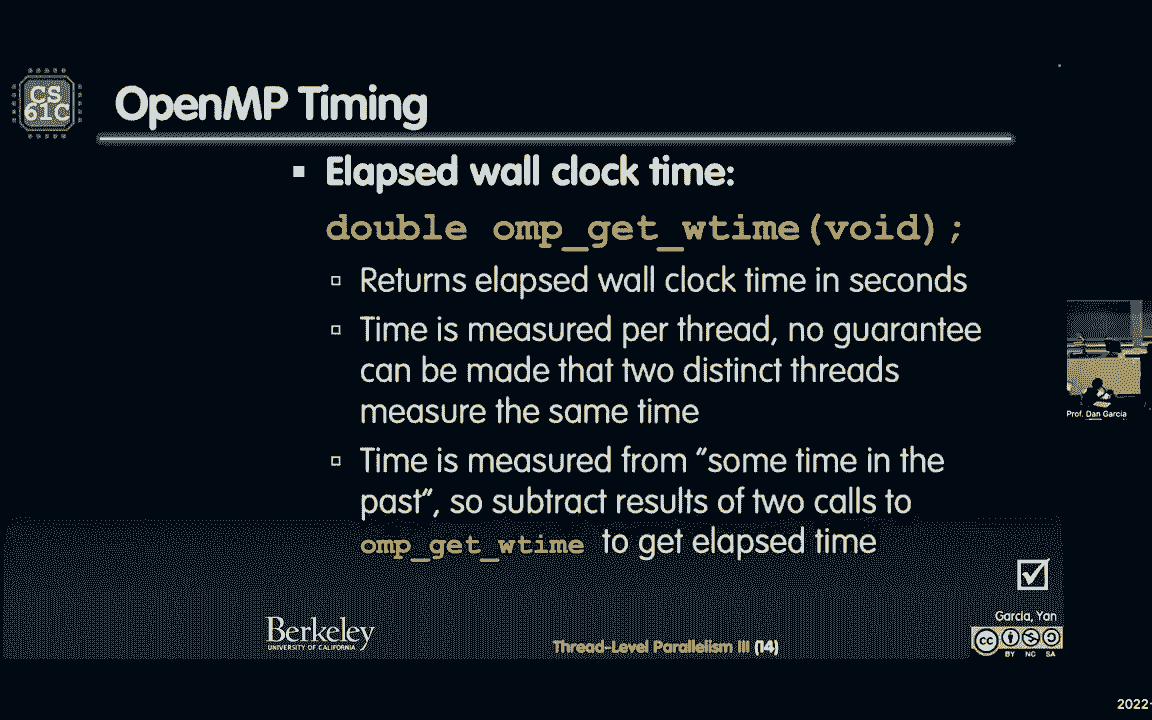 CS
61C
OpenMP Timing
Elapsed wall clock time:
double omp_get_wtime(void);
Returns elapsed wall clock time in seconds
Time is measured per thread, no guarantee
can be made that two distinct threads
measure the same time
Time is measured from “some time in the
past”, so subtract results of two calls to
omp_get_wtime to get elapsed time
Prof. Dan Garcia
Berkeley
UNIVERSITY OF CALIFORNIA
Thread-Level Parallelism III (14)
Garcia, Yan
cc
BY NC SA
2022-